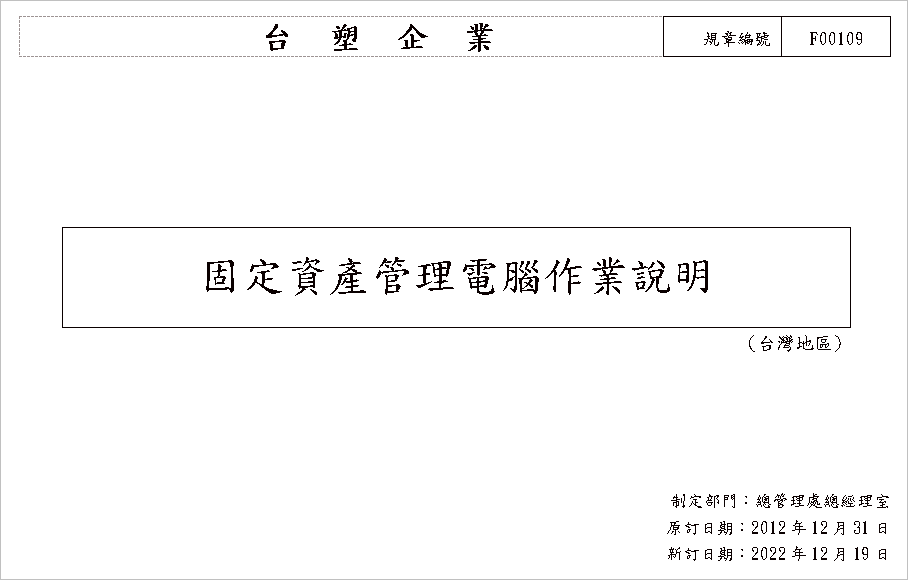 台塑企業 規章編號 F00109
固定資產管理電腦作業說明
（台灣地區）
制定部門：總管理處總經理室
原訂日期：2012年12月31日
新訂日期：2022年12月19日